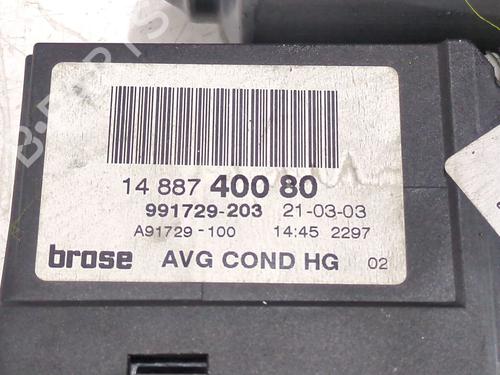 B-PARTS
14 887 400 80
991729-203 21-03-03
A91729-100 14:45 2297
brose AVG COND HG 02